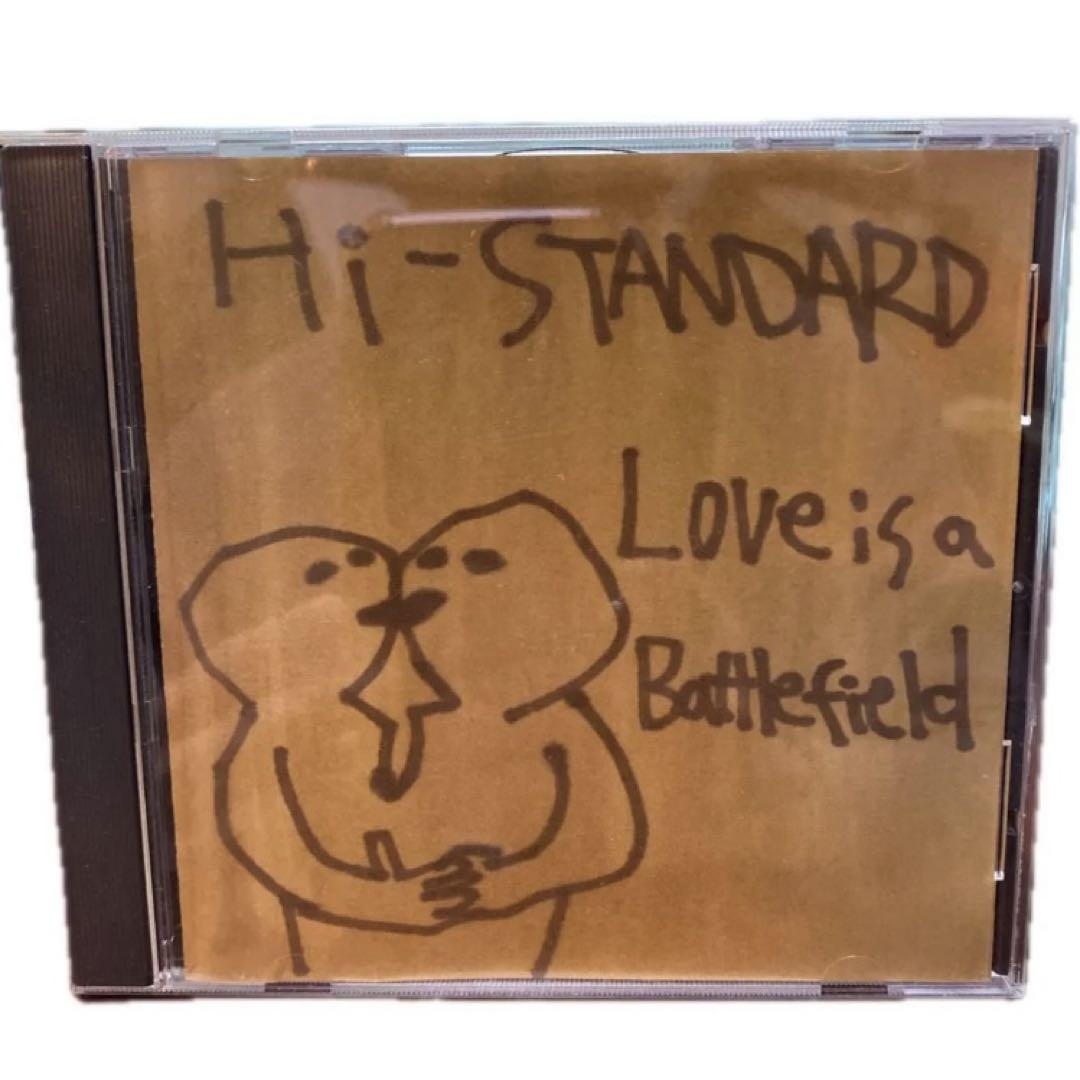 Hi-STANDARD
Love is a
Battlefield